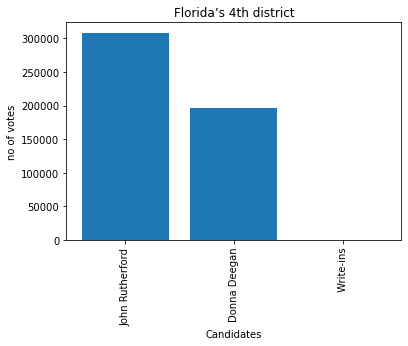 Florida’s 4th district
no of votes
300000
250000
200000
150000
100000
50000
0
John Rutherford
Donna Deegan
Write-ins
Candidates